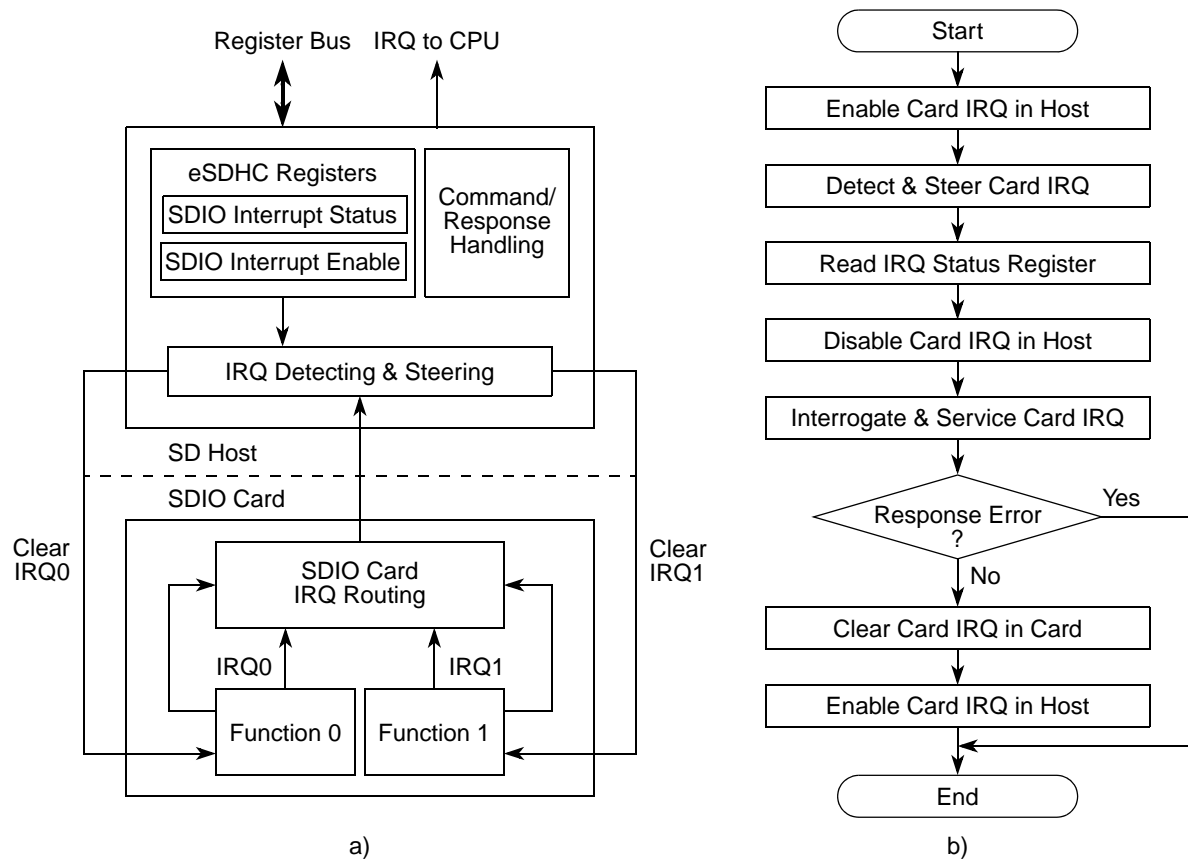 Register Bus
IRQ to CPU
eSDHC Registers
SDIO Interrupt Status
SDIO Interrupt Enable
Command/
Response
Handling
IRQ Detecting & Steering
SD Host
SDIO Card
Clear
IRQ0
Clear
IRQ1
SDIO Card
IRQ Routing
IRQ0
IRQ1
Function 0
Function 1
a)
Start
Enable Card IRQ in Host
Detect & Steer Card IRQ
Read IRQ Status Register
Disable Card IRQ in Host
Interrogate & Service Card IRQ
Response Error
?
Yes
No
Clear Card IRQ in Card
Enable Card IRQ in Host
End
b)